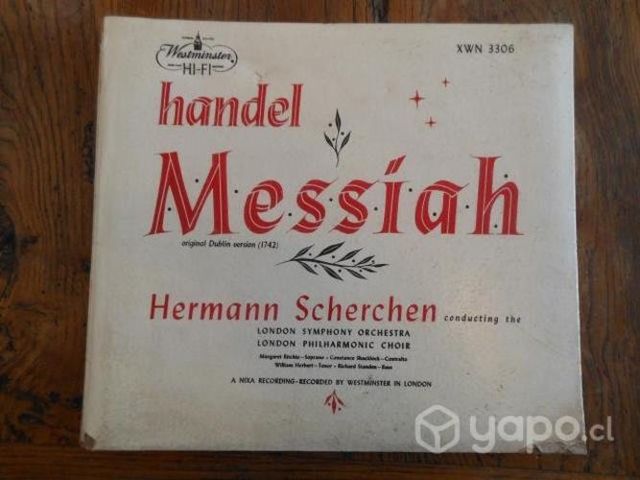 Westminster
HI-FI
XWN 3306
handel
Messiah
original Dublin version (1742)
Hermann Scherchen conducting the
LONDON SYMPHONY ORCHESTRA
LONDON PHILHARMONIC CHOIR
Margaret Ritchie—Soprano • Constance Shacklock—Contralto
William Herbert—Tenor • Richard Standen—Bass
A NIXA RECORDING–RECORDED BY WESTMINSTER IN LONDON
yapo.cl